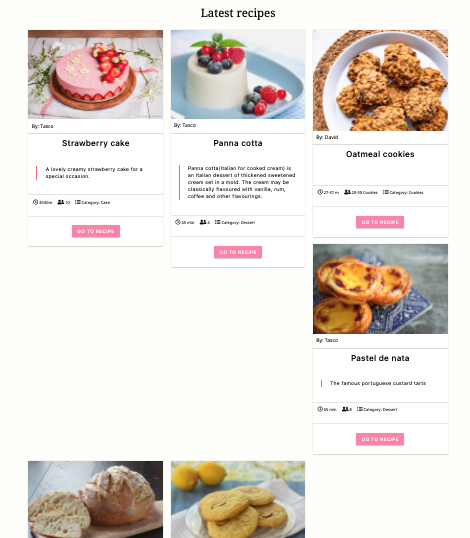 Latest recipes
By: Tasco
Strawberry cake
A lovely creamy strawberry cake for a
special occasion.
3h30m 10 Category: Cake
GO TO RECIPE
By: Tasco
Panna cotta
Panna cotta(Italian for cooked cream) is
an Italian dessert of thickened sweetened
cream set in a mold. The cream may be
classically flavoured with vanilla, rum,
coffee and other flavourings.
45 min 4 Category: Dessert
GO TO RECIPE
By: David
Oatmeal cookies
27-37 m 25-50 Cookies Category: Cookies
GO TO RECIPE
By: Tasco
Pastel de nata
The famous portuguese custard tarts
55 min 8 Category: Dessert
GO TO RECIPE